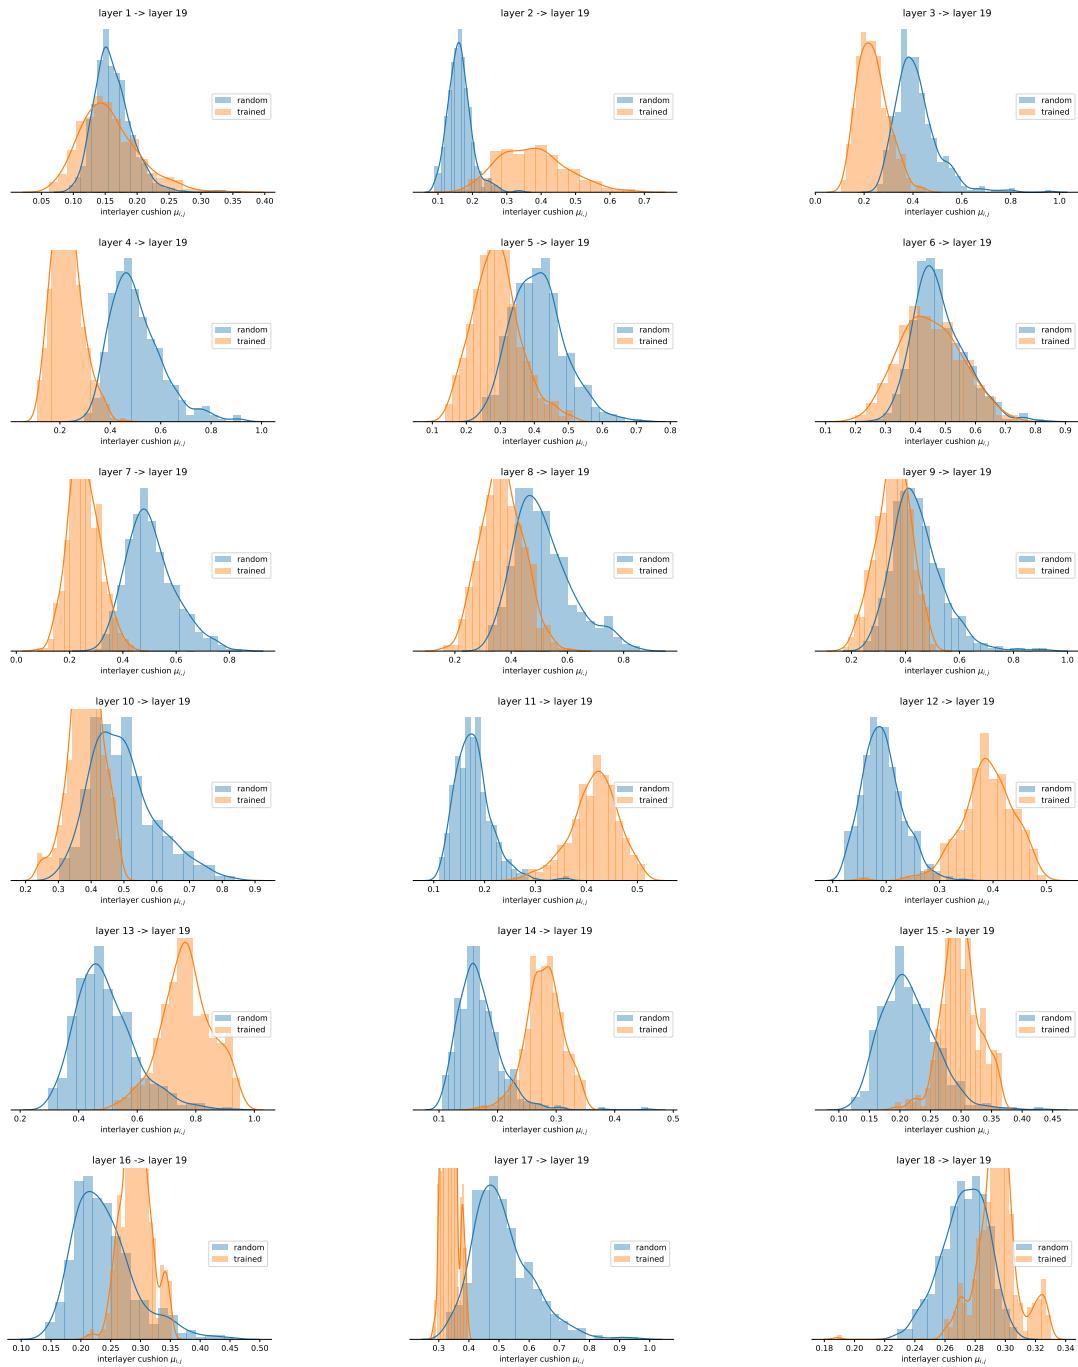 layer 1 -> layer 19
random
trained
0.05 0.10 0.15 0.20 0.25 0.30 0.35 0.40
interlayer cushion μi,j
layer 2 -> layer 19
random
trained
0.1 0.2 0.3 0.4 0.5 0.6 0.7
interlayer cushion μi,j
layer 3 -> layer 19
random
trained
0.0 0.2 0.4 0.6 0.8 1.0
interlayer cushion μi,j
layer 4 -> layer 19
random
trained
0.2 0.4 0.6 0.8 1.0
interlayer cushion μi,j
layer 5 -> layer 19
random
trained
0.1 0.2 0.3 0.4 0.5 0.6 0.7 0.8
interlayer cushion μi,j
layer 6 -> layer 19
random
trained
0.1 0.2 0.3 0.4 0.5 0.6 0.7 0.8 0.9
interlayer cushion μi,j
layer 7 -> layer 19
random
trained
0.0 0.2 0.4 0.6 0.8
interlayer cushion μi,j
layer 8 -> layer 19
random
trained
0.2 0.4 0.6 0.8
interlayer cushion μi,j
layer 9 -> layer 19
random
trained
0.2 0.4 0.6 0.8 1.0
interlayer cushion μi,j
layer 10 -> layer 19
random
trained
0.2 0.3 0.4 0.5 0.6 0.7 0.8 0.9
interlayer cushion μi,j
layer 11 -> layer 19
random
trained
0.1 0.2 0.3 0.4 0.5
interlayer cushion μi,j
layer 12 -> layer 19
random
trained
0.1 0.2 0.3 0.4 0.5
interlayer cushion μi,j
layer 13 -> layer 19
random
trained
0.2 0.4 0.6 0.8 1.0
interlayer cushion μi,j
layer 14 -> layer 19
random
trained
0.1 0.2 0.3 0.4 0.5
interlayer cushion μi,j
layer 15 -> layer 19
random
trained
0.10 0.15 0.20 0.25 0.30 0.35 0.40 0.45
interlayer cushion μi,j
layer 16 -> layer 19
random
trained
0.10 0.15 0.20 0.25 0.30 0.35 0.40 0.45 0.50
interlayer cushion μi,j
layer 17 -> layer 19
random
trained
0.3 0.4 0.5 0.6 0.7 0.8 0.9 1.0
interlayer cushion μi,j
layer 18 -> layer 19
random
trained
0.18 0.20 0.22 0.24 0.26 0.28 0.30 0.32 0.34
interlayer cushion μi,j